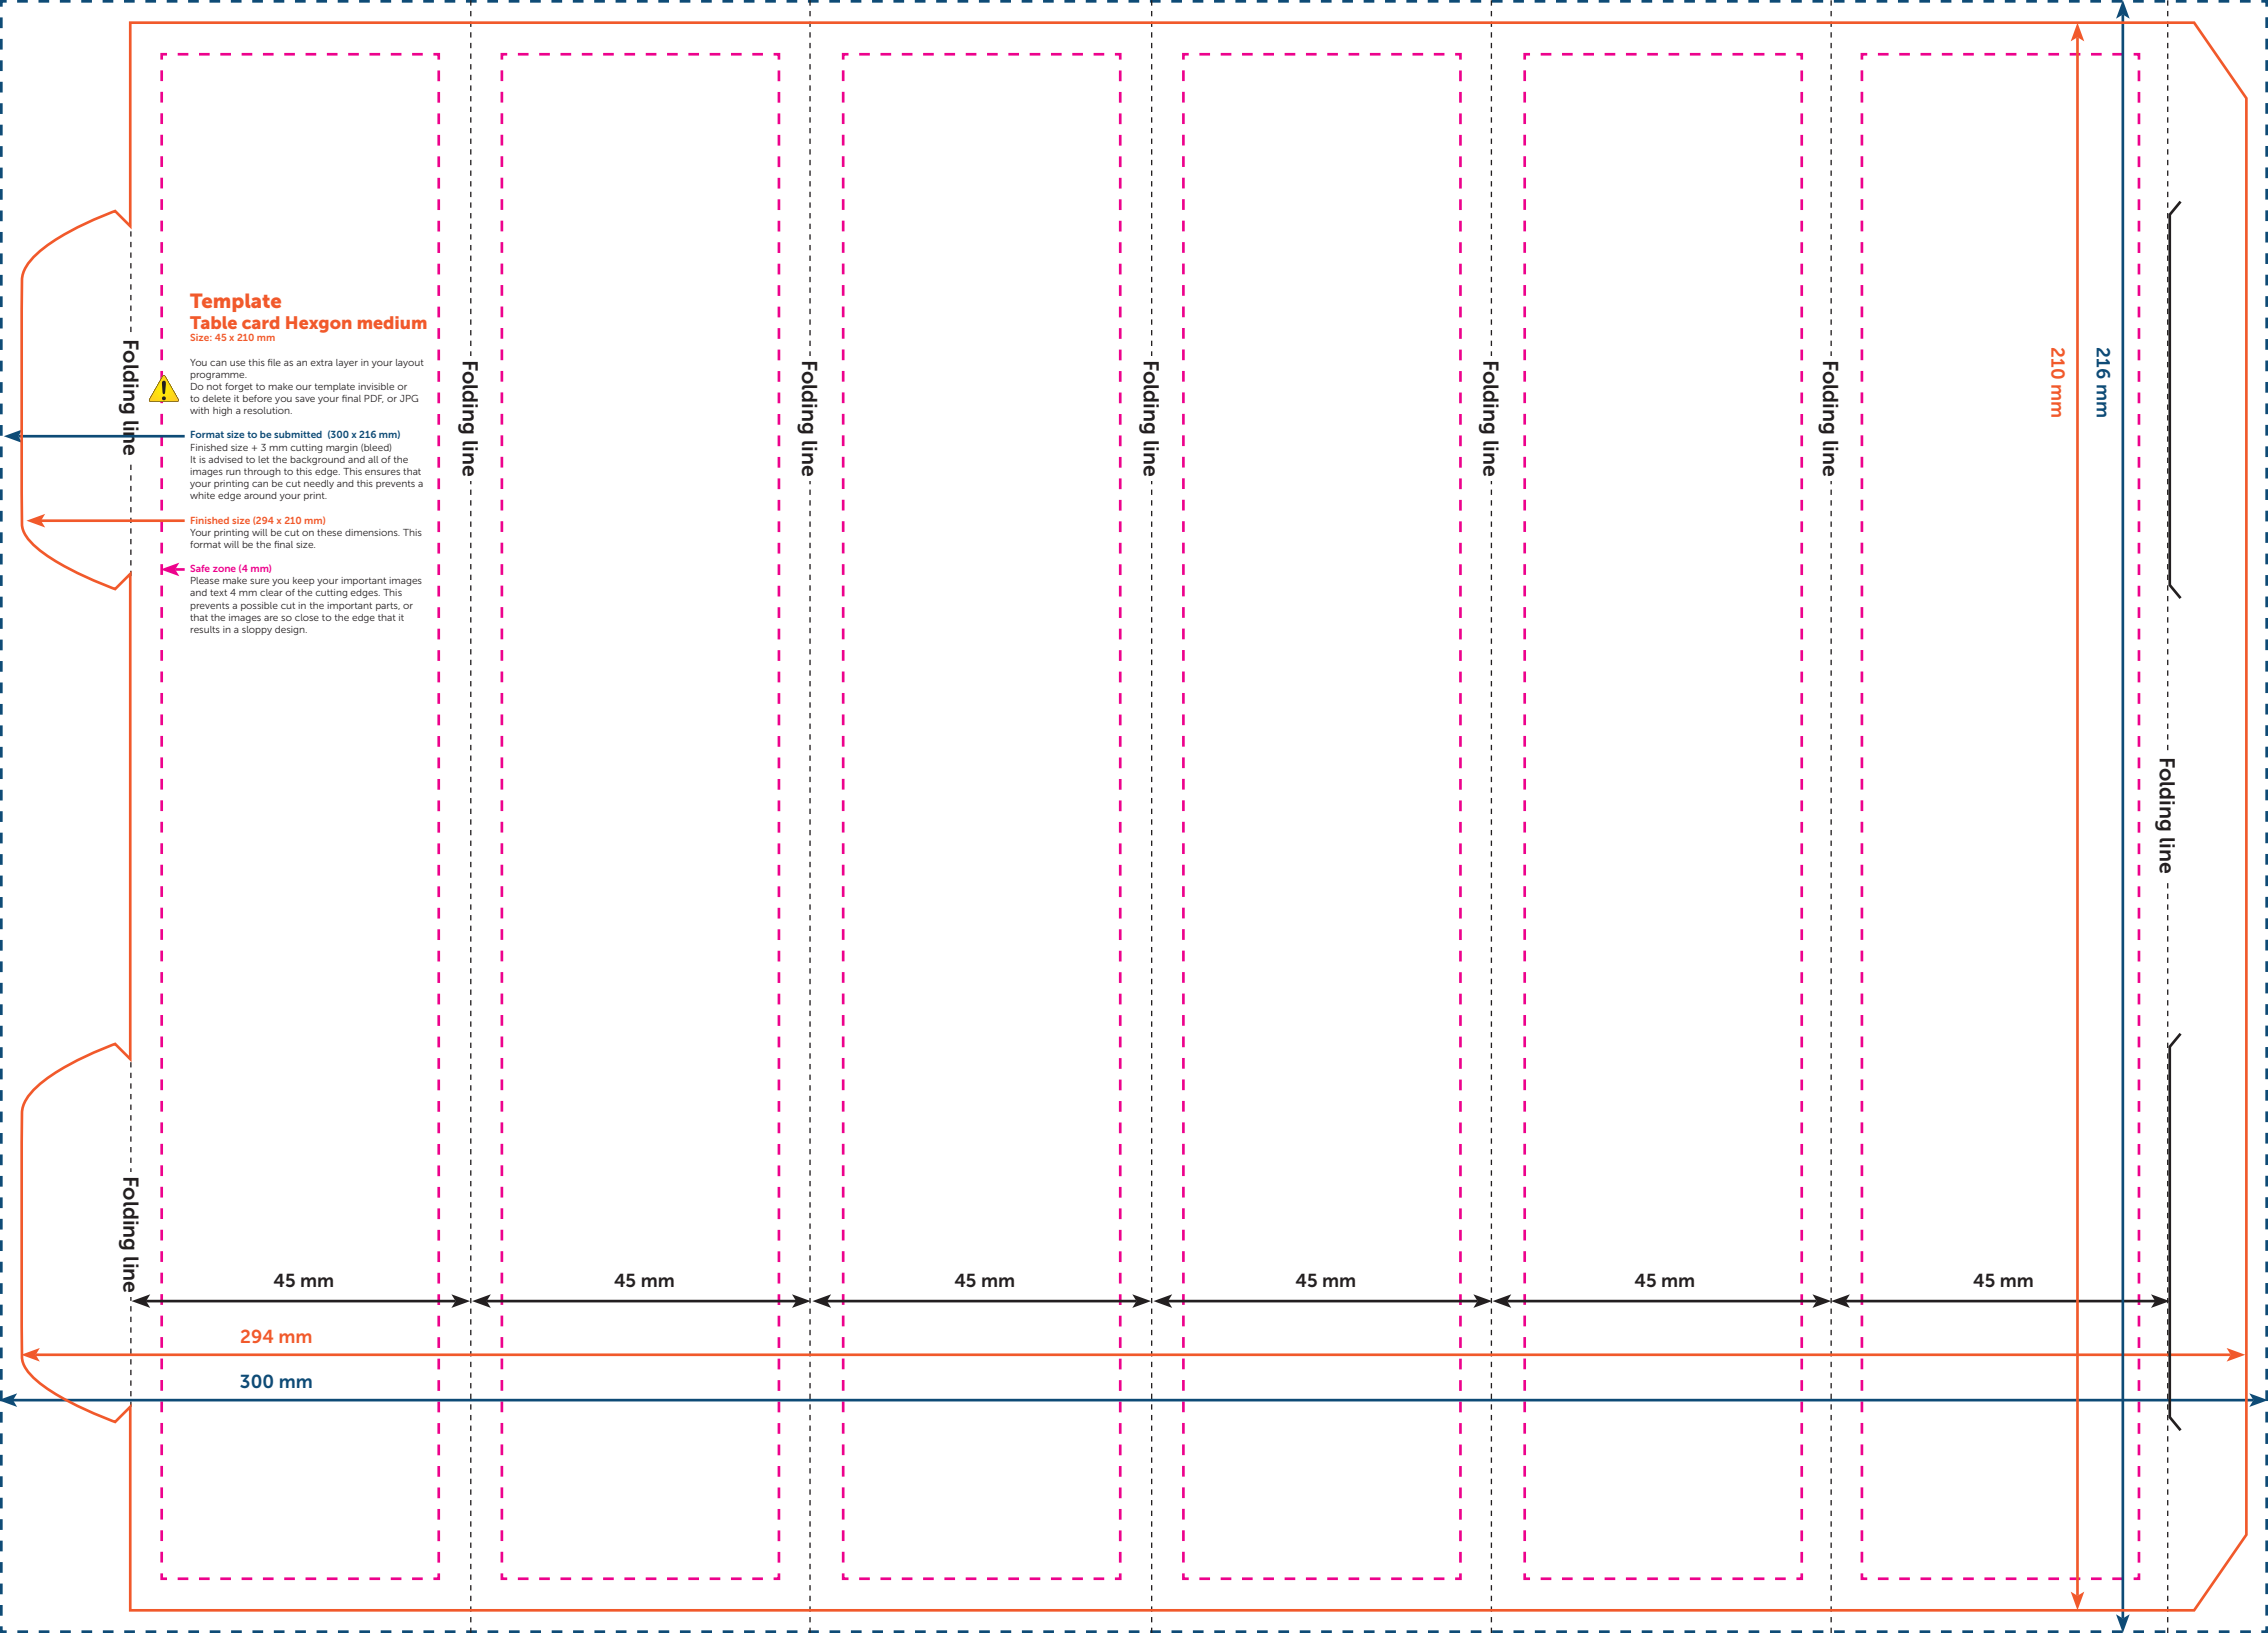 Template
Table card Hexgon medium
Size: 45 x 210 mm
You can use this file as an extra layer in your layout
programme.
Do not forget to make our template invisible or
to delete it before you save your final PDF, or JPG
with high a resolution.
Format size to be submitted  (300 x 216 mm)
Finished size + 3 mm cutting margin (bleed)
It is advised to let the background and all of the
images run through to this edge. This ensures that
your printing can be cut needly and this prevents a
white edge around your print.
Finished size (294 x 210 mm)
Your printing will be cut on these dimensions. This
format will be the final size.
Safe zone (4 mm)
Please make sure you keep your important images
and text 4 mm clear of the cutting edges. This
prevents a possible cut in the important parts, or
that the images are so close to the edge that it
results in a sloppy design.
Folding line
Folding line
Folding line
Folding line
Folding line
Folding line
210 mm
216 mm
Folding line
Folding line
45 mm
45 mm
45 mm
45 mm
45 mm
45 mm
294 mm
300 mm